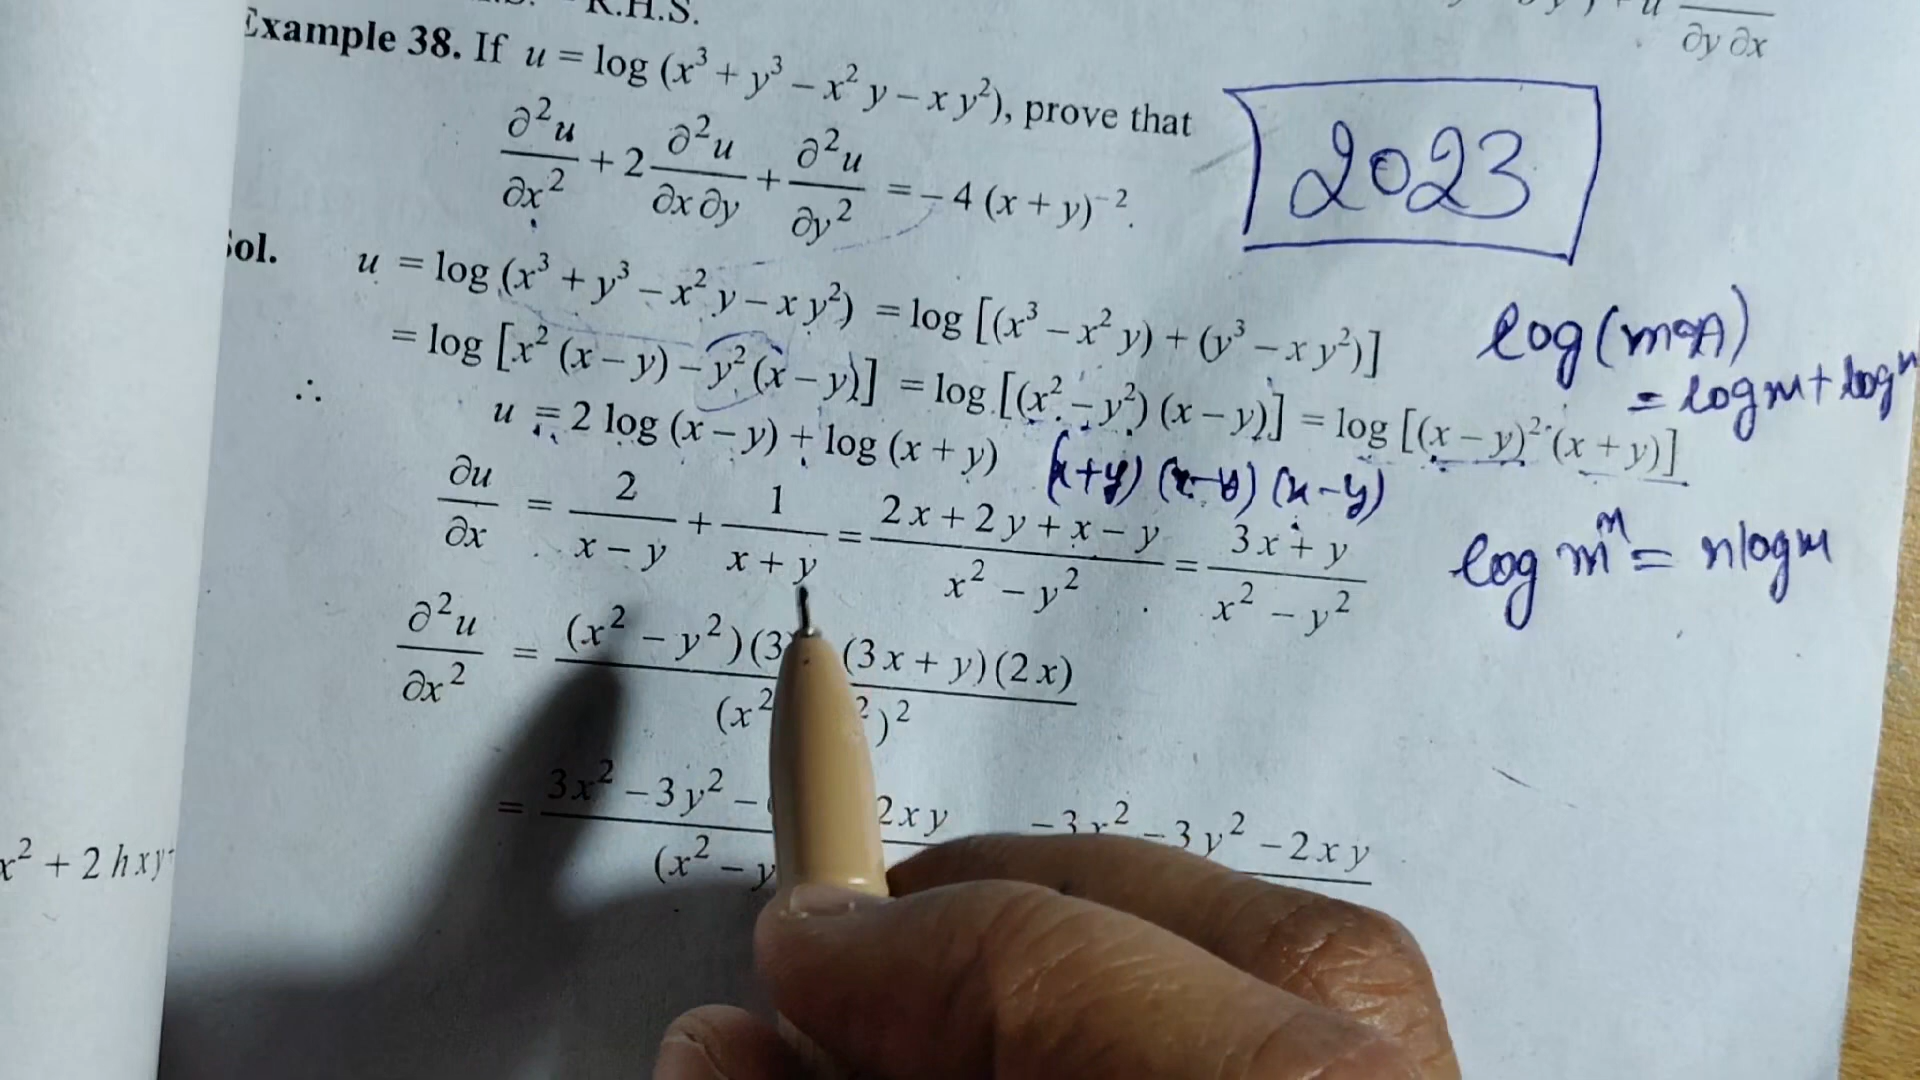 R.H.S.
∂y ∂x
Example 38. If u = log (x³ + y³ – x² y – x y²), prove that
∂²u/∂x² + 2 ∂²u/∂x ∂y + ∂²u/∂y² = – 4 (x + y)⁻².
2023
Sol. u = log (x³ + y³ – x² y – x y²) = log [(x³ – x² y) + (y³ – x y²)]
= log [x² (x – y) – y² (x – y)] = log [(x² – y²) (x – y)] = log [(x – y)² (x + y)]
∴ u = 2 log (x – y) + log (x + y)
(x+y) (x-y) (x-y)
∂u/∂x = 2/(x – y) + 1/(x + y) = (2x + 2y + x – y)/(x² – y²) = (3x + y)/(x² – y²)
∂²u/∂x² = (x² – y²)(3 (3x + y)(2x)
(x² ²)²
= 3x² – 3y² – 2xy – 3x² – 3y² – 2xy
(x² – y
= log m + log n
log mⁿ = n log m
x² + 2hxy